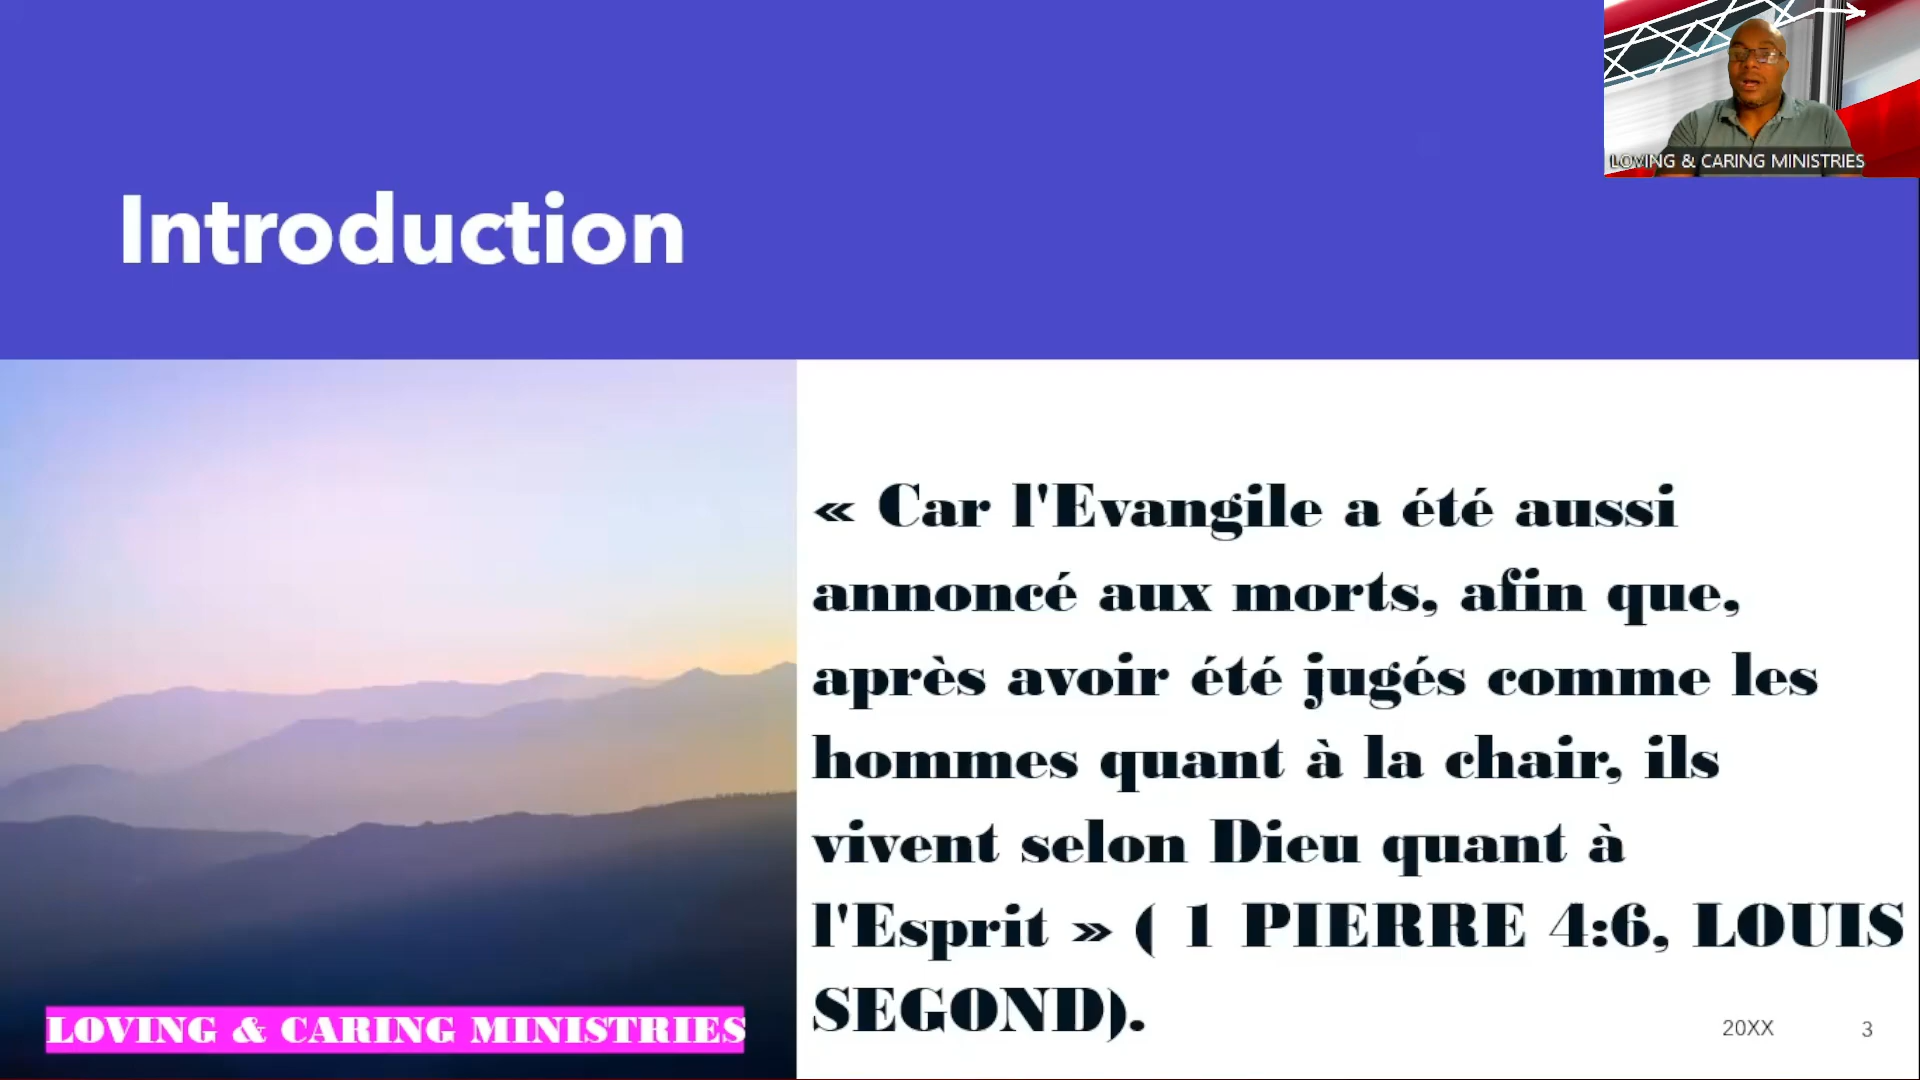 LOVING & CARING MINISTRIES
Introduction
« Car l'Evangile a été aussi
annoncé aux morts, afin que,
après avoir été jugés comme les
hommes quant à la chair, ils
vivent selon Dieu quant à
l'Esprit » ( 1 PIERRE 4:6, LOUIS
SEGOND).
LOVING & CARING MINISTRIES
20XX
3